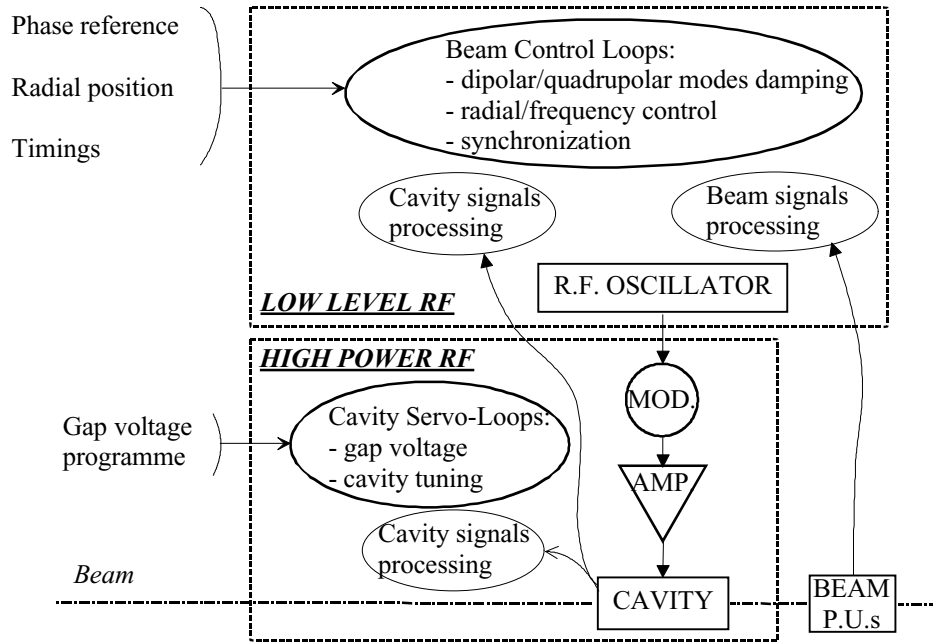 Phase reference
Radial position
Timings
Beam Control Loops:
- dipolar/quadrupolar modes damping
- radial/frequency control
- synchronization
Cavity signals
processing
Beam signals
processing
R.F. OSCILLATOR
LOW LEVEL RF
HIGH POWER RF
MOD.
Gap voltage
programme
Cavity Servo-Loops:
- gap voltage
- cavity tuning
AMP
Cavity signals
processing
Beam
CAVITY
BEAM
P.U.s